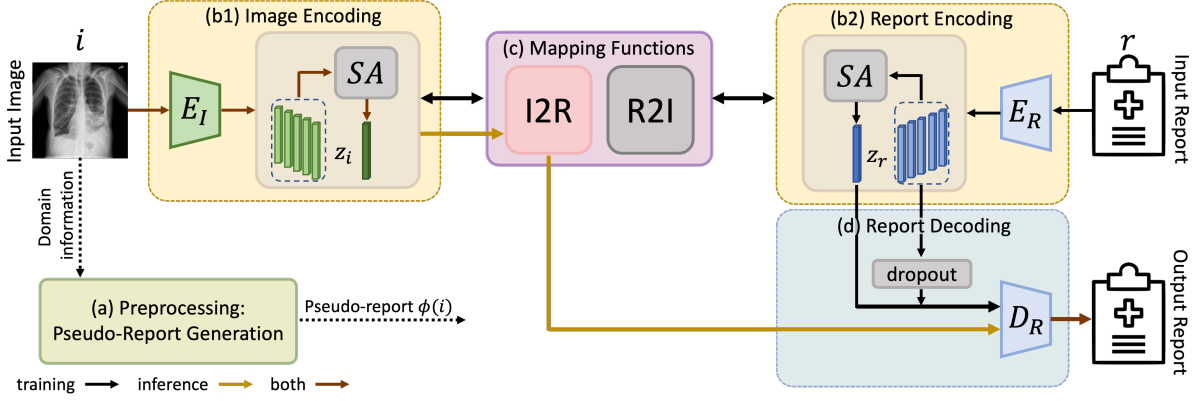 (b1) Image Encoding
(b2) Report Encoding
i
Input Image
E_I
SA
z_i
(c) Mapping Functions
I2R
R2I
SA
z_r
E_R
r
Input Report
Domain
information
(d) Report Decoding
dropout
D_R
Output Report
(a) Preprocessing:
Pseudo-Report Generation
Pseudo-report ϕ(i)
training
inference
both